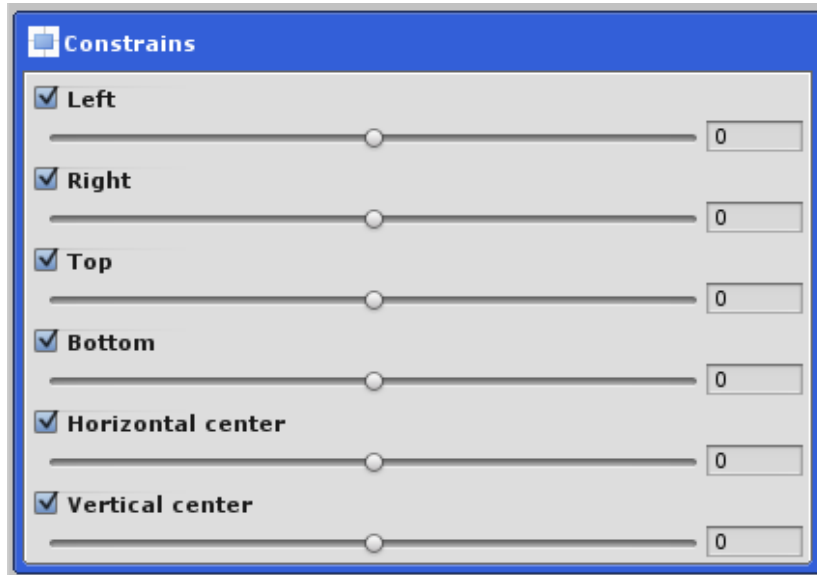 Constrains
Left
0
Right
0
Top
0
Bottom
0
Horizontal center
0
Vertical center
0